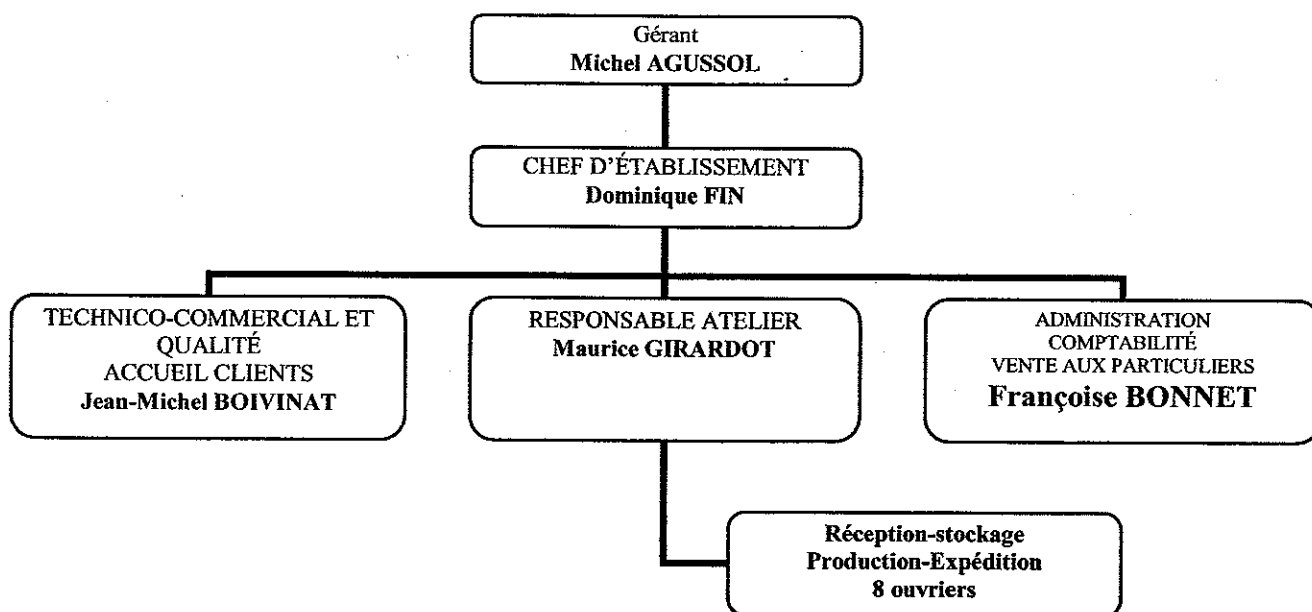 Gérant
Michel AGUSSOL
CHEF D'ÉTABLISSEMENT
Dominique FIN
TECHNICO-COMMERCIAL ET
QUALITÉ
ACCUEIL CLIENTS
Jean-Michel BOIVINAT
RESPONSABLE ATELIER
Maurice GIRARDOT
ADMINISTRATION
COMPTABILITÉ
VENTE AUX PARTICULIERS
Françoise BONNET
Réception-stockage
Production-Expédition
8 ouvriers